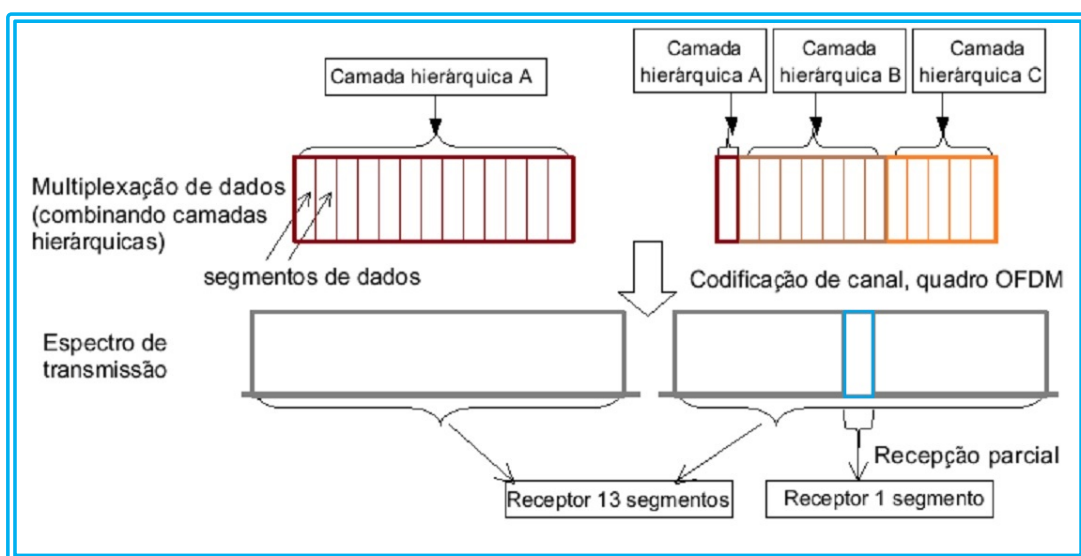 Camada hierárquica A
Camada
hierárquica A
Camada
hierárquica B
Camada
hierárquica C
Multiplexação de dados
(combinando camadas
hierárquicas)
segmentos de dados
Codificação de canal, quadro OFDM
Espectro de
transmissão
Recepção parcial
Receptor 13 segmentos
Receptor 1 segmento